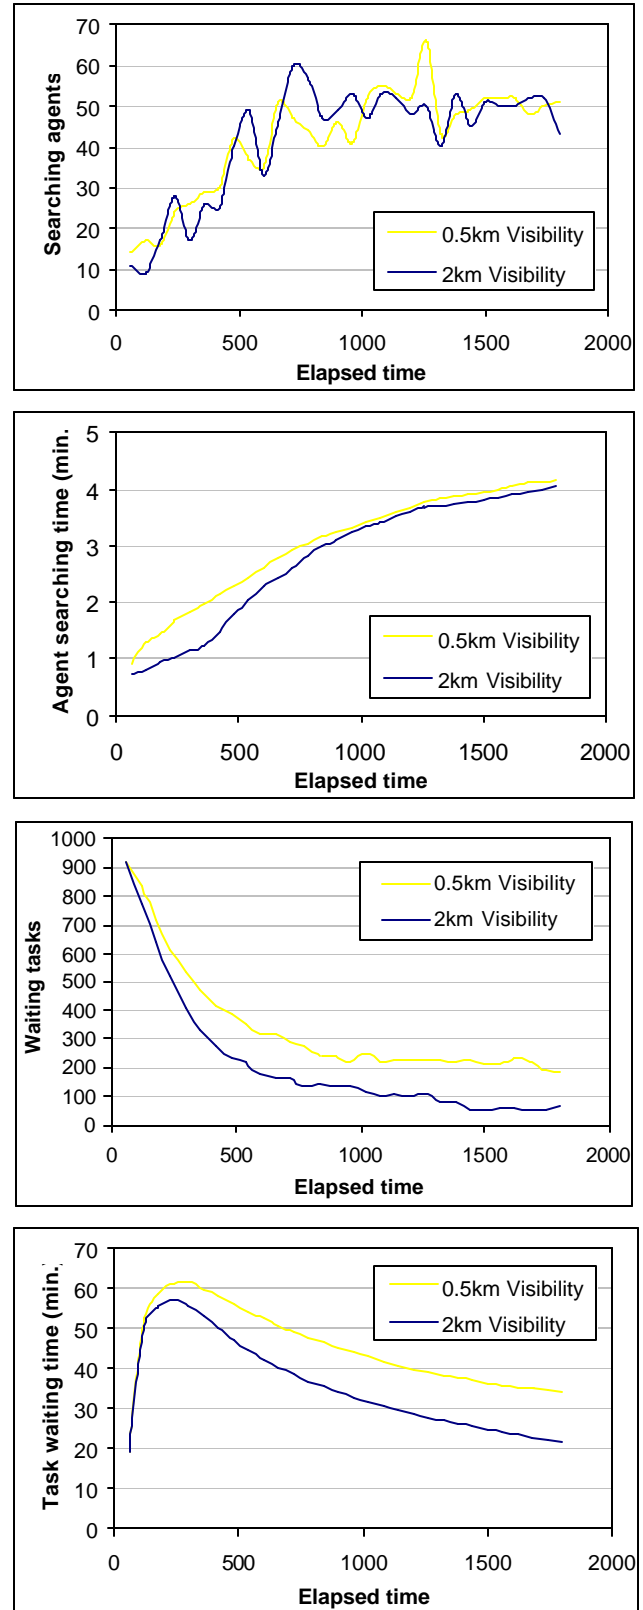 70
60
50
40
30
20
10
0
Searching agents
0.5km Visibility
2km Visibility
0 500 1000 1500 2000
Elapsed time
5
4
3
2
1
0
Agent searching time (min.
0.5km Visibility
2km Visibility
0 500 1000 1500 2000
Elapsed time
1000
900
800
700
600
500
400
300
200
100
0
Waiting tasks
0.5km Visibility
2km Visibility
0 500 1000 1500 2000
Elapsed time
70
60
50
40
30
20
10
0
Task waiting time (min.
0.5km Visibility
2km Visibility
0 500 1000 1500 2000
Elapsed time